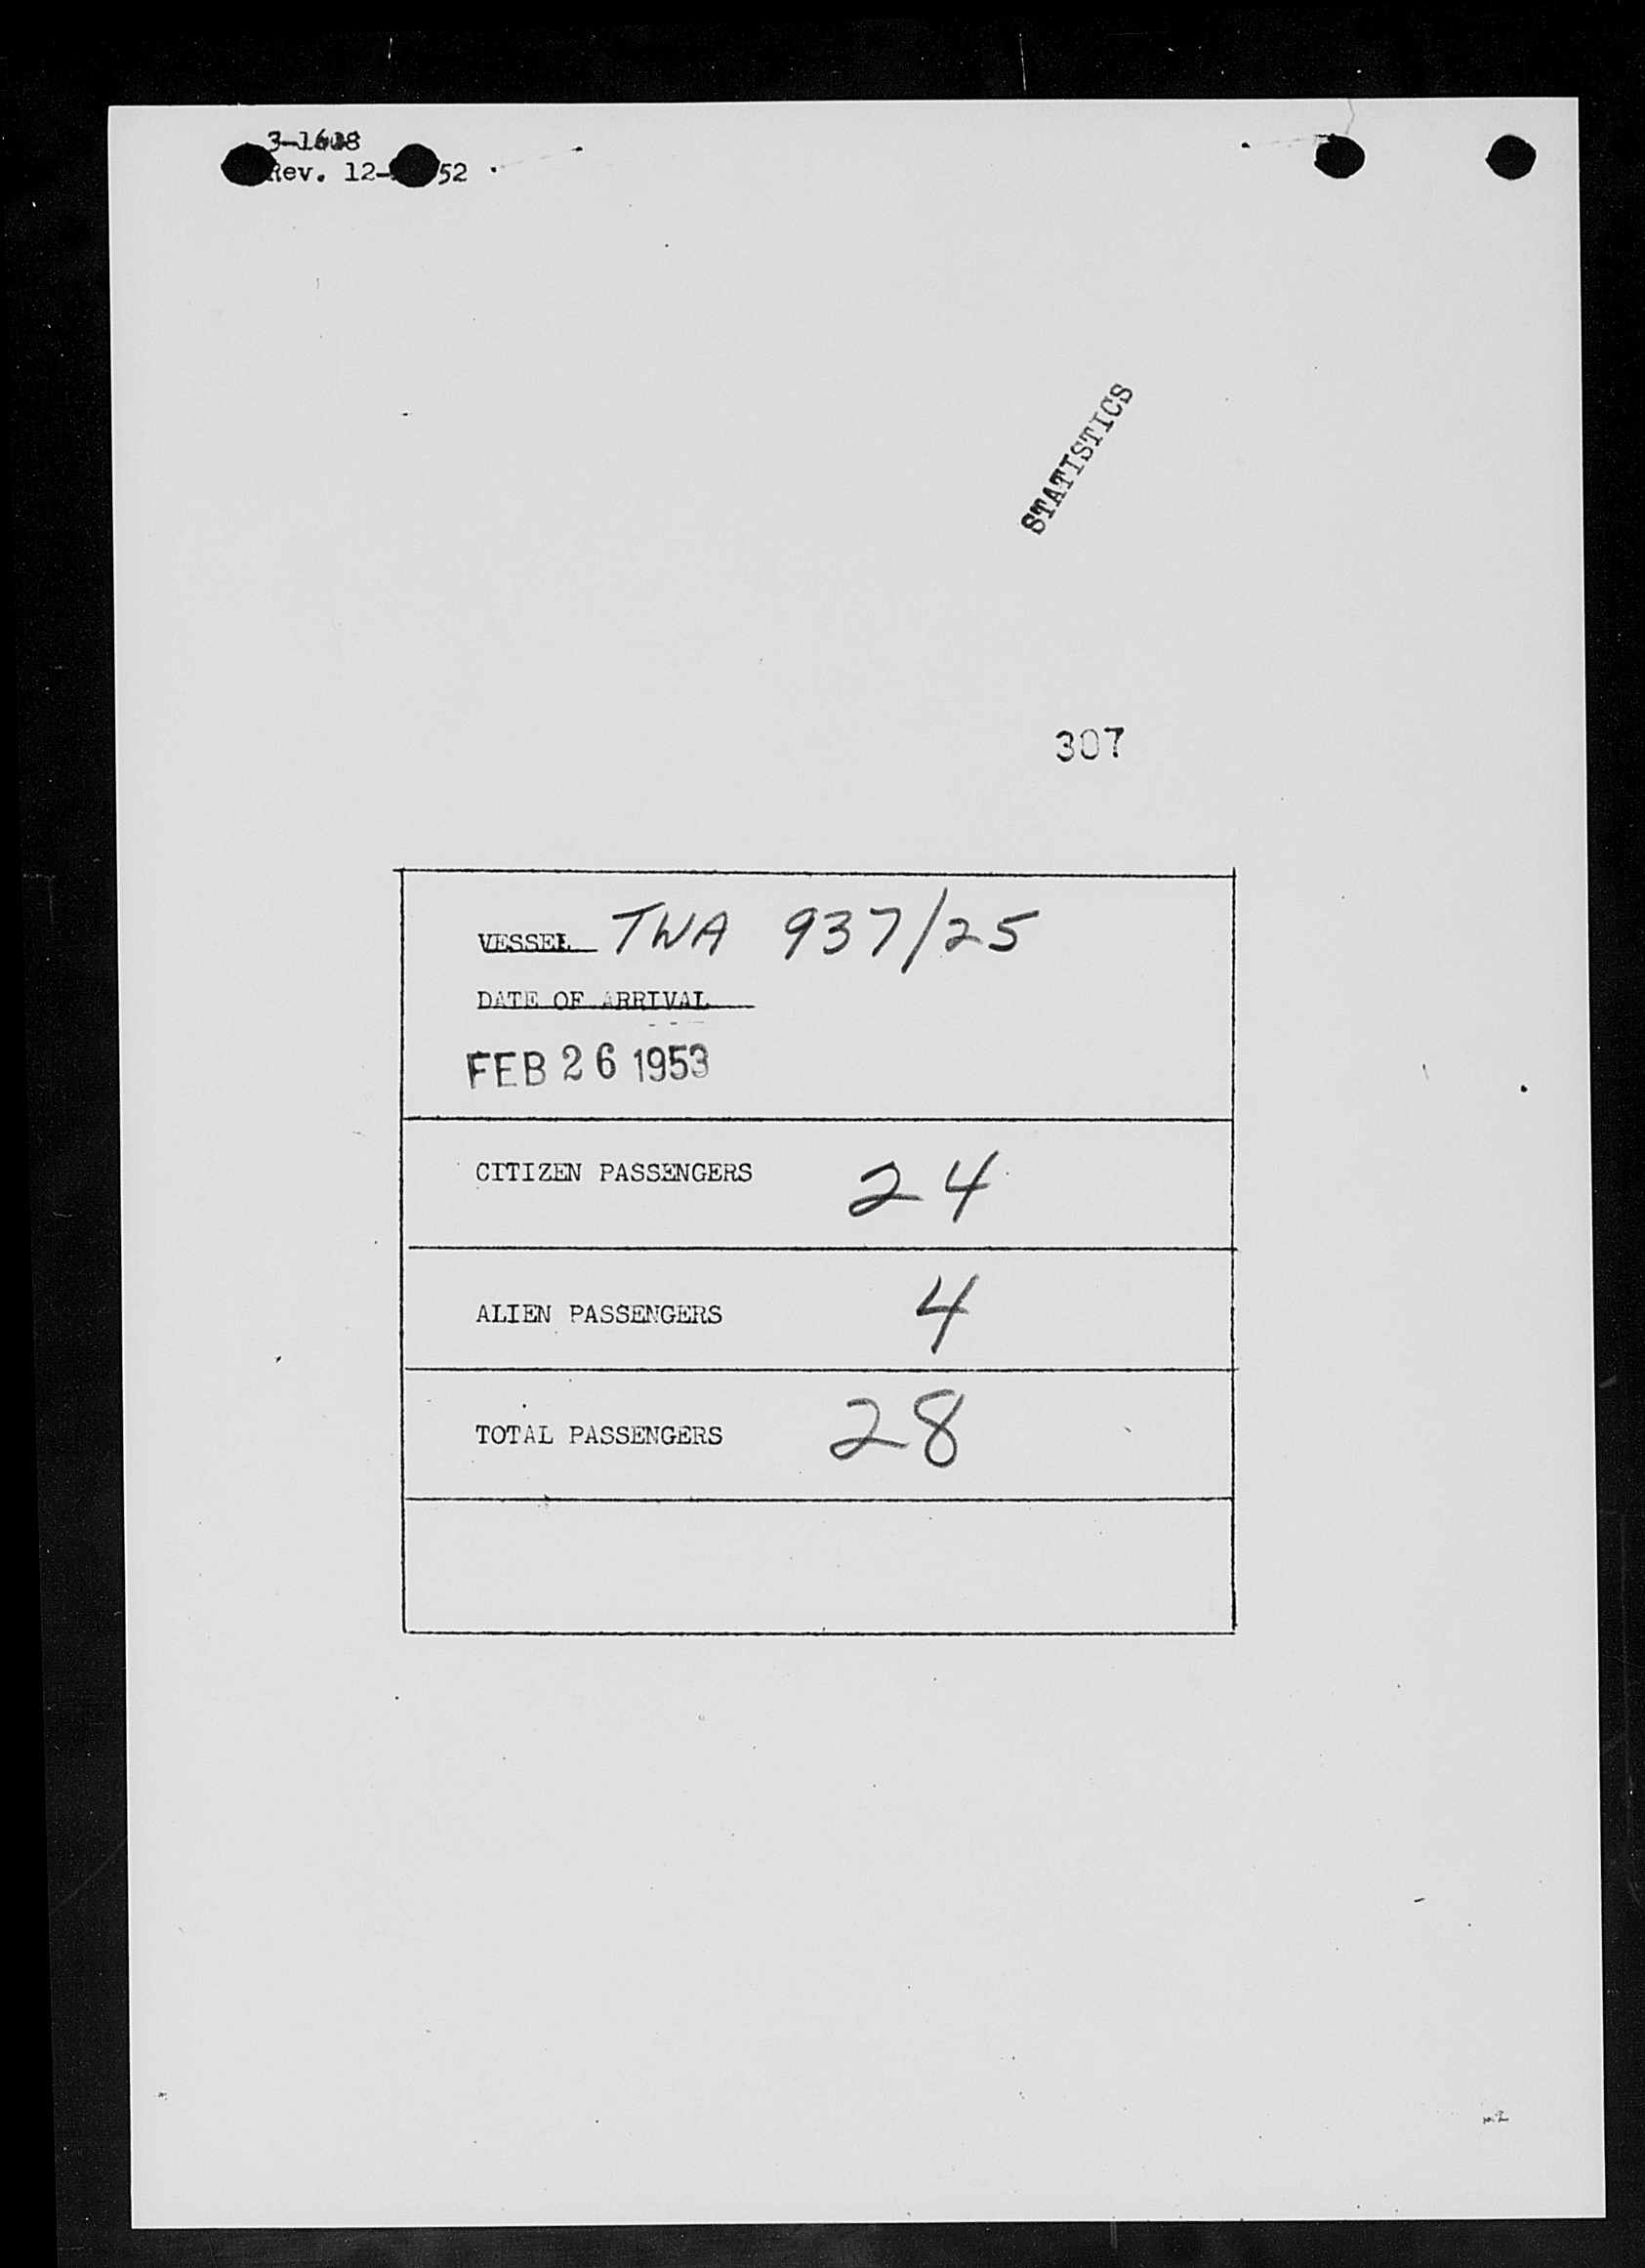 3-1608
Rev. 12- 52
STATISTICS
307
VESSEL TWA 937/25
DATE OF ARRIVAL
FEB 26 1953
CITIZEN PASSENGERS 24
ALIEN PASSENGERS 4
TOTAL PASSENGERS 28